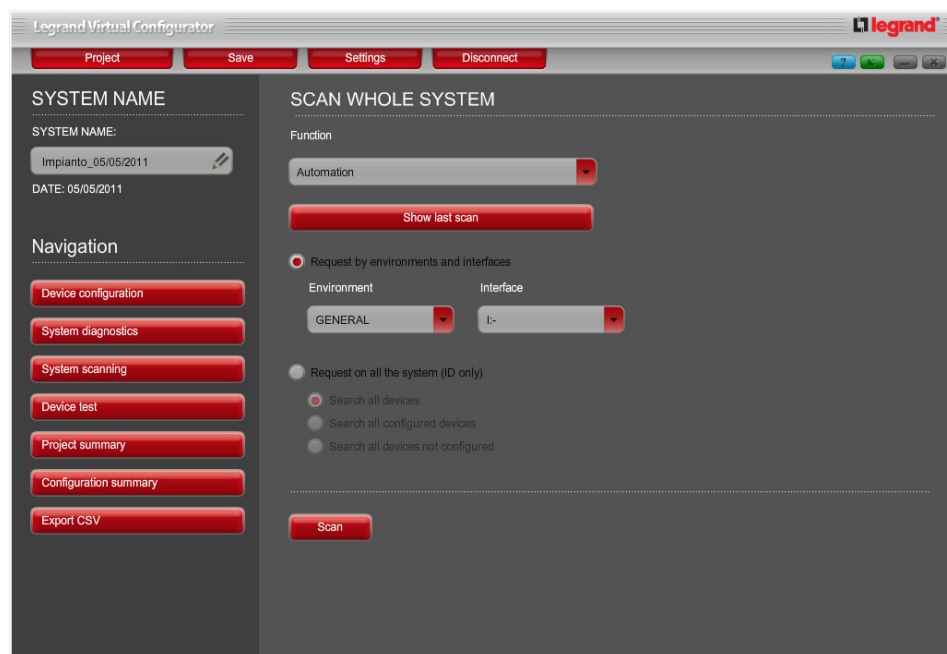 Legrand Virtual Configurator
legrand
Project Save Settings Disconnect
?
SYSTEM NAME
SYSTEM NAME:
Impianto_05/05/2011
DATE: 05/05/2011
Navigation
Device configuration
System diagnostics
System scanning
Device test
Project summary
Configuration summary
Export CSV
SCAN WHOLE SYSTEM
Function
Automation
Show last scan
Request by environments and interfaces
Environment Interface
GENERAL I:-
Request on all the system (ID only)
Search all devices
Search all configured devices
Search all devices not configured
Scan